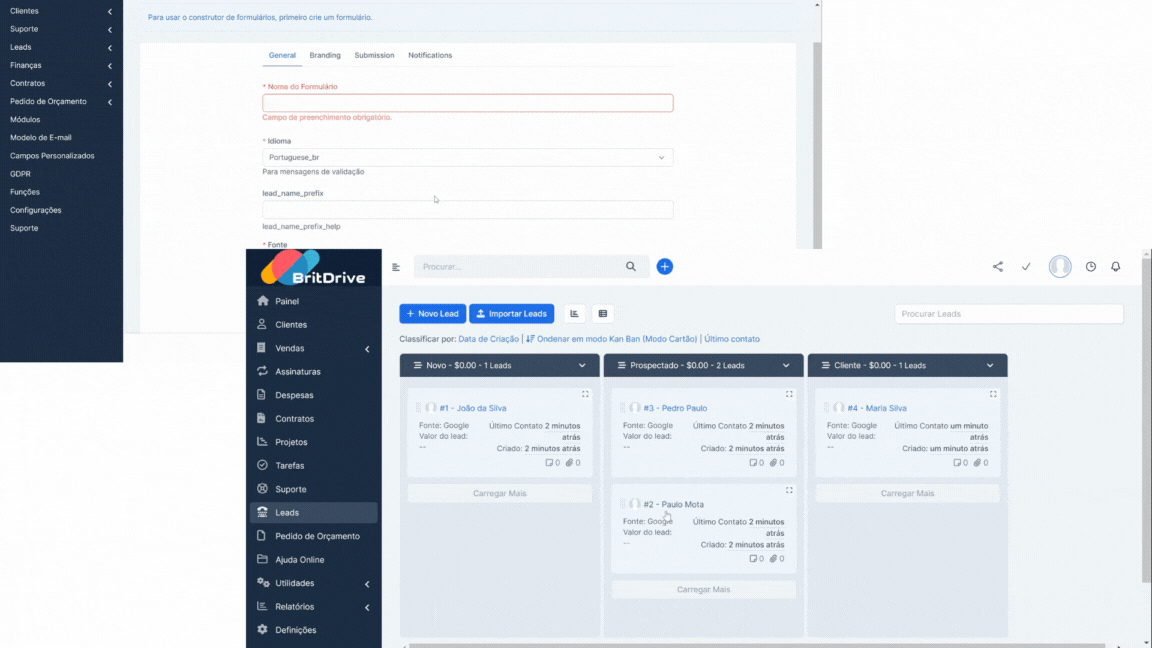 Clientes
Suporte
Leads
Finanças
Contratos
Pedido de Orçamento
Módulos
Modelo de E-mail
Campos Personalizados
GDPR
Funções
Configurações
Suporte
Para usar o construtor de formulários, primeiro crie um formulário.
General Branding Submission Notifications
* Nome do Formulário
Campo de preenchimento obrigatório.
* Idioma
Portuguese_br
Para mensagens de validação
lead_name_prefix
lead_name_prefix_help
* Fonte
BritDrive
Painel
Clientes
Vendas
Assinaturas
Despesas
Contratos
Projetos
Tarefas
Suporte
Leads
Pedido de Orçamento
Ajuda Online
Utilidades
Relatórios
Definições
Procurar...
+ Novo Lead Importar Leads
Procurar Leads
Classificar por: Data de Criação | Ondenar em modo Kan Ban (Modo Cartão) | Último contato
Novo - $0.00 - 1 Leads
#1 - João da Silva
Fonte: Google
Valor do lead:
--
Último Contato 2 minutos
atrás
Criado: 2 minutos atrás
0 0
Carregar Mais
Prospectado - $0.00 - 2 Leads
#3 - Pedro Paulo
Fonte: Google
Valor do lead:
--
Último Contato 2 minutos
atrás
Criado: 2 minutos atrás
0 0
#2 - Paulo Mota
Fonte: Google
Valor do lead:
--
Último Contato 2 minutos
atrás
Criado: 2 minutos atrás
0 0
Carregar Mais
Cliente - $0.00 - 1 Leads
#4 - Maria Silva
Fonte: Google
Valor do lead:
--
Último Contato um minuto
atrás
Criado: um minuto atrás
0 0
Carregar Mais